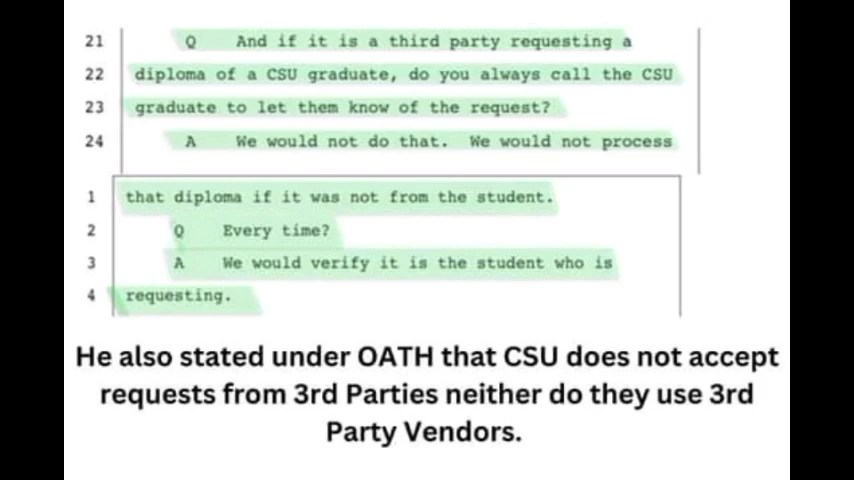 21 Q And if it is a third party requesting a
22 diploma of a CSU graduate, do you always call the CSU
23 graduate to let them know of the request?
24 A We would not do that. We would not process
1 that diploma if it was not from the student.
2 Q Every time?
3 A We would verify it is the student who is
4 requesting.
He also stated under OATH that CSU does not accept
requests from 3rd Parties neither do they use 3rd
Party Vendors.